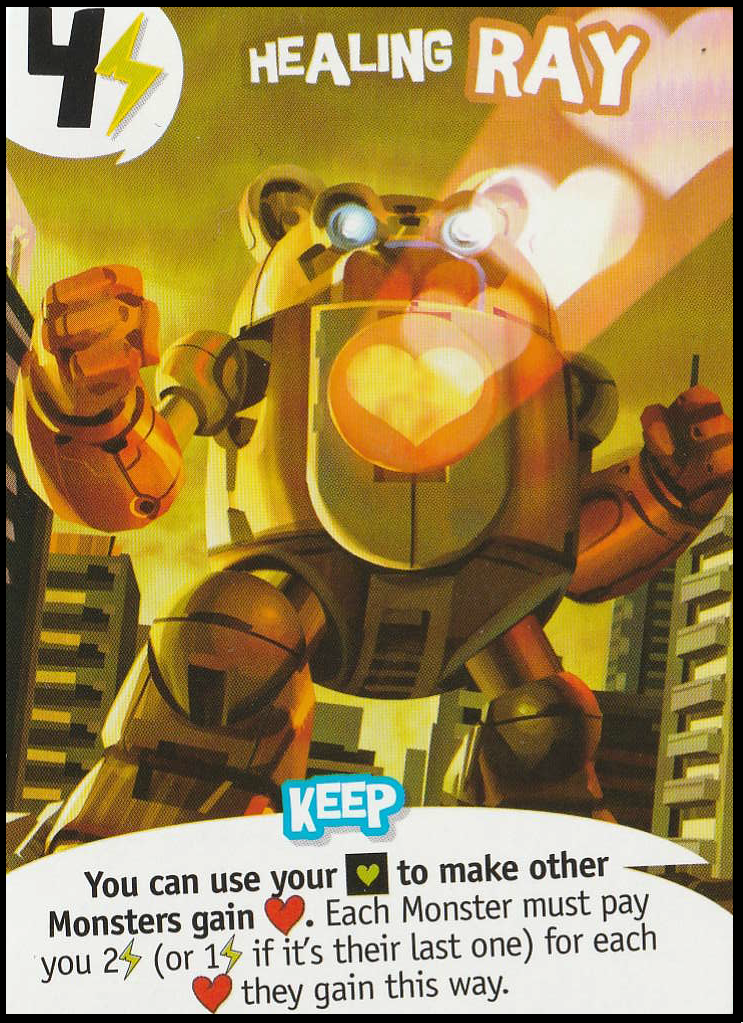 4⚡
HEALING RAY
KEEP
You can use your 💚 to make other
Monsters gain ❤. Each Monster must pay
you 2⚡ (or 1⚡ if it's their last one) for each
❤ they gain this way.